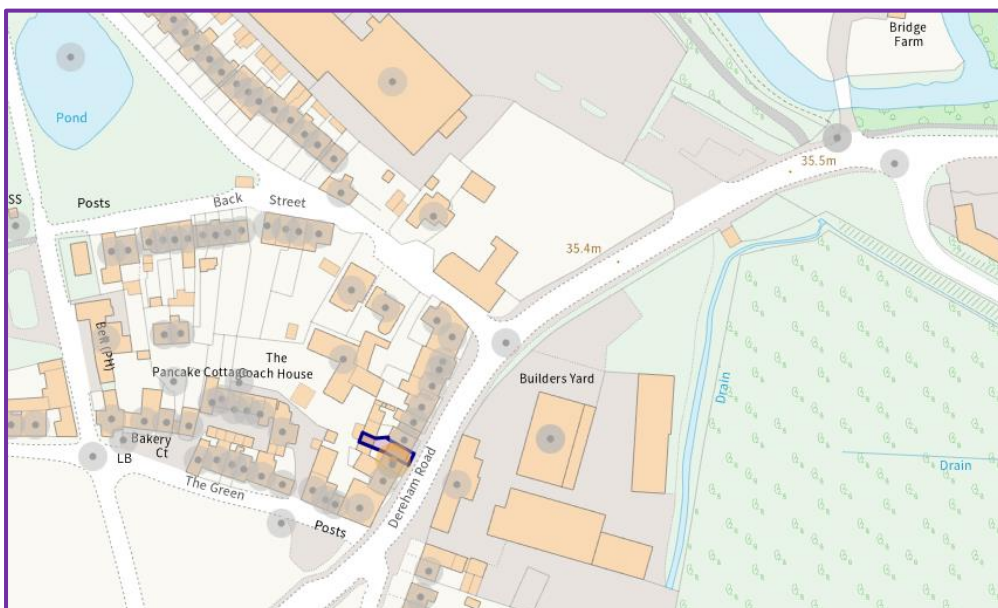 Bridge
Farm
Pond
35.5m
SS
Posts
Back Street
35.4m
Bell (PH)
The
Coach House
Pancake Cottage
Builders Yard
Drain
Bakery
Ct
LB
The Green
Dereham Road
Drain
Posts